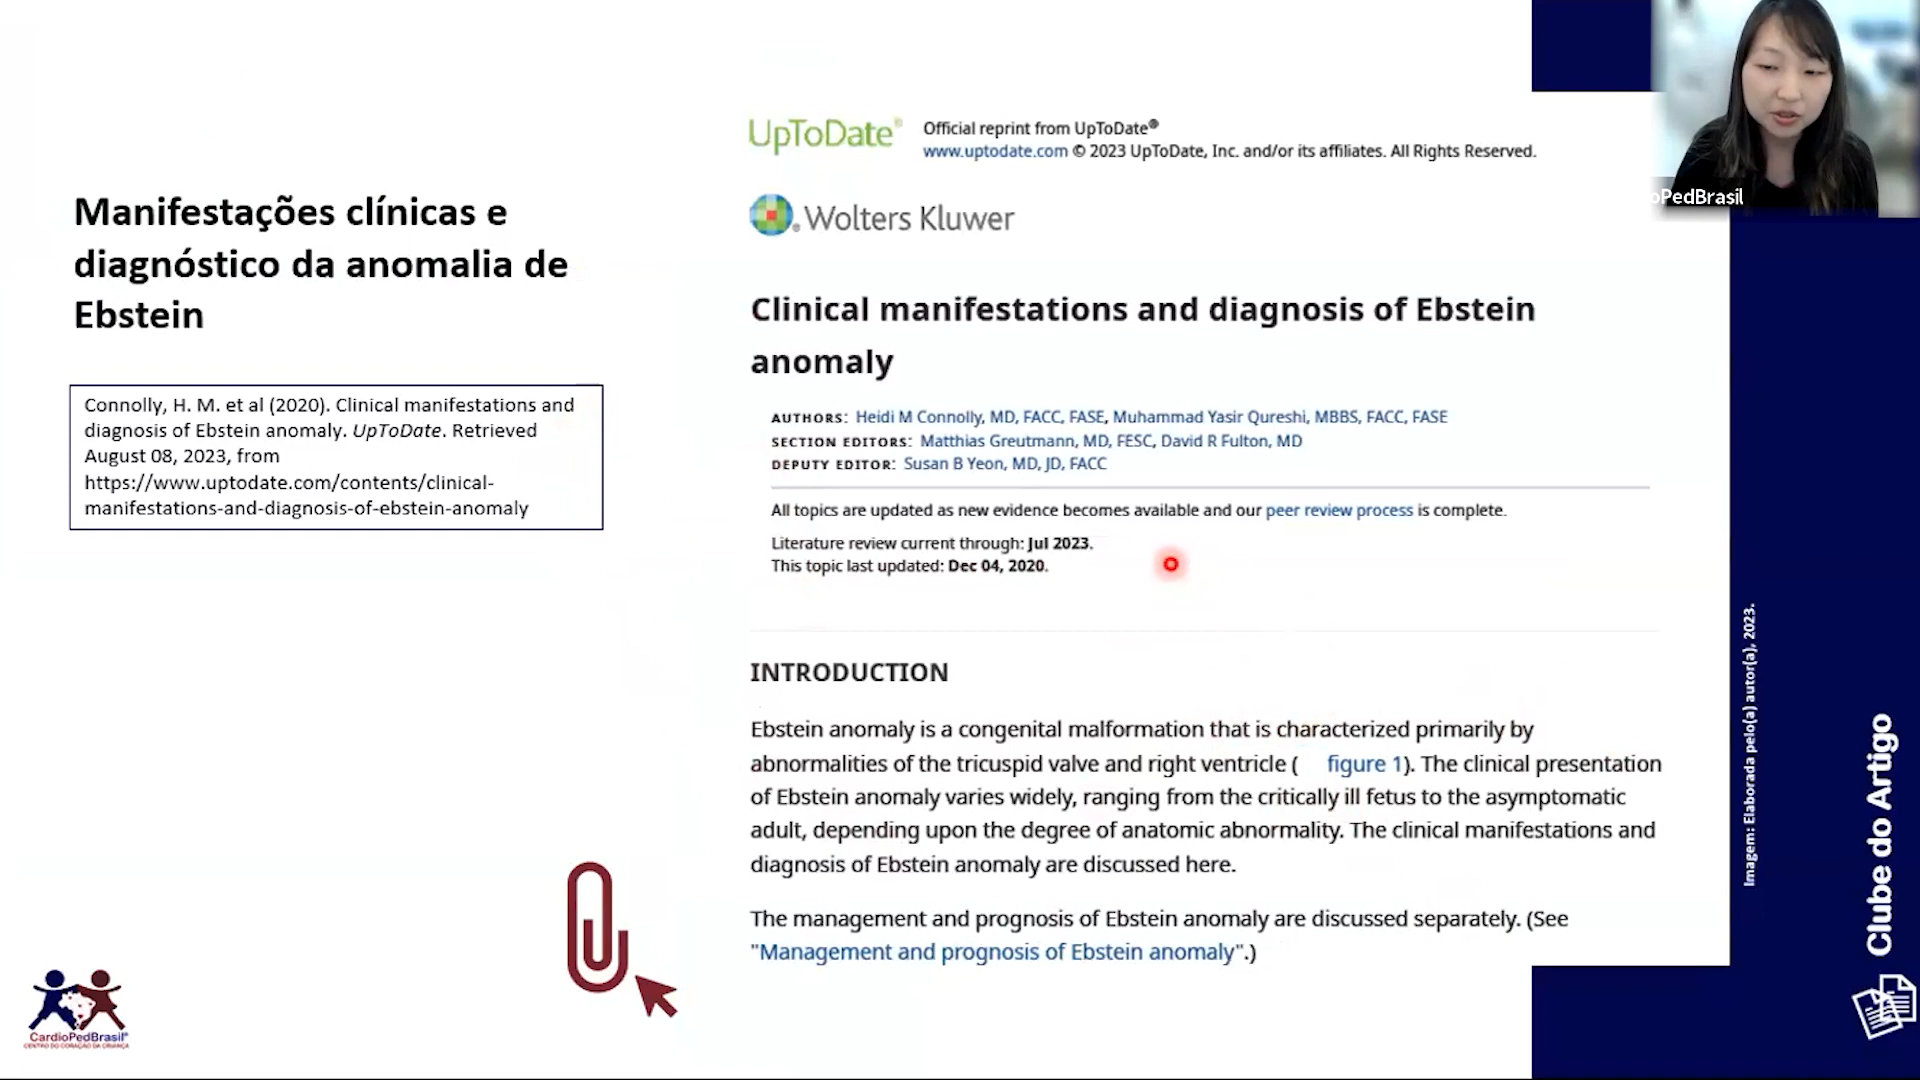 Manifestações clínicas e
diagnóstico da anomalia de
Ebstein
Connolly, H. M. et al (2020). Clinical manifestations and
diagnosis of Ebstein anomaly. UpToDate. Retrieved
August 08, 2023, from
https://www.uptodate.com/contents/clinical-
manifestations-and-diagnosis-of-ebstein-anomaly
CardioPedBrasil®
CENTRO DO CORAÇÃO DA CRIANÇA
UpToDate®
Official reprint from UpToDate®
www.uptodate.com © 2023 UpToDate, Inc. and/or its affiliates. All Rights Reserved.
Wolters Kluwer
Clinical manifestations and diagnosis of Ebstein
anomaly
AUTHORS: Heidi M Connolly, MD, FACC, FASE, Muhammad Yasir Qureshi, MBBS, FACC, FASE
SECTION EDITORS: Matthias Greutmann, MD, FESC, David R Fulton, MD
DEPUTY EDITOR: Susan B Yeon, MD, JD, FACC
All topics are updated as new evidence becomes available and our peer review process is complete.
Literature review current through: Jul 2023.
This topic last updated: Dec 04, 2020.
INTRODUCTION
Ebstein anomaly is a congenital malformation that is characterized primarily by
abnormalities of the tricuspid valve and right ventricle ( figure 1). The clinical presentation
of Ebstein anomaly varies widely, ranging from the critically ill fetus to the asymptomatic
adult, depending upon the degree of anatomic abnormality. The clinical manifestations and
diagnosis of Ebstein anomaly are discussed here.
The management and prognosis of Ebstein anomaly are discussed separately. (See
"Management and prognosis of Ebstein anomaly".)
oPedBrasil
Imagem: Elaborada pelo(a) autor(a), 2023.
Clube do Artigo